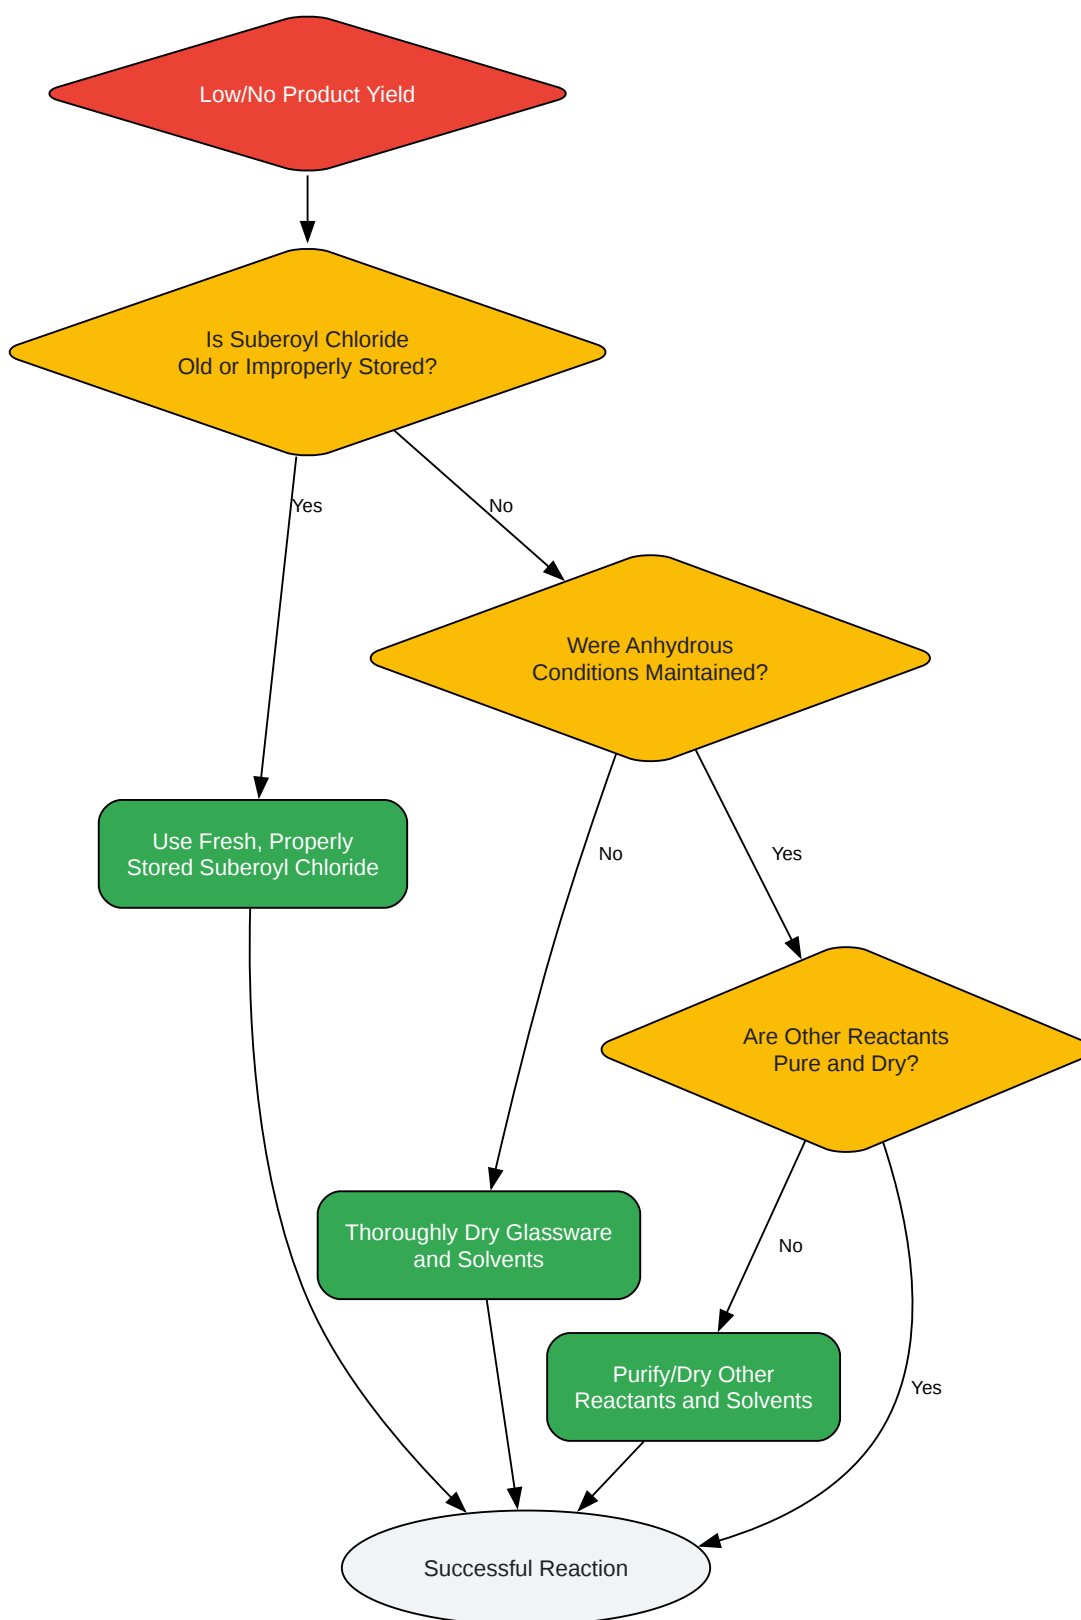 Low/No Product Yield
Is Suberoyl Chloride
Old or Improperly Stored?
Yes
No
Were Anhydrous
Conditions Maintained?
Use Fresh, Properly
Stored Suberoyl Chloride
No
Yes
Are Other Reactants
Pure and Dry?
Thoroughly Dry Glassware
and Solvents
No
Purify/Dry Other
Reactants and Solvents
Yes
Successful Reaction